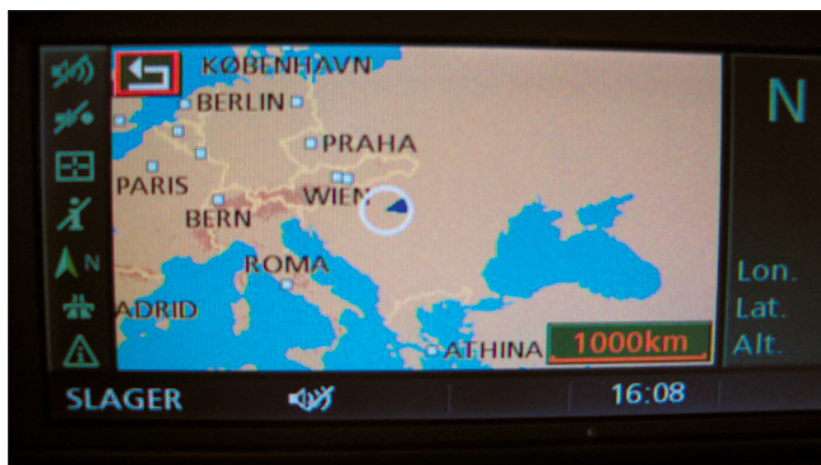 KØBENHAVN
BERLIN
N
PRAHA
PARIS
WIEN
BERN
N
ROMA
Lon.
ADRID
Lat.
ATHINA
1000km
Alt.
SLAGER
16:08